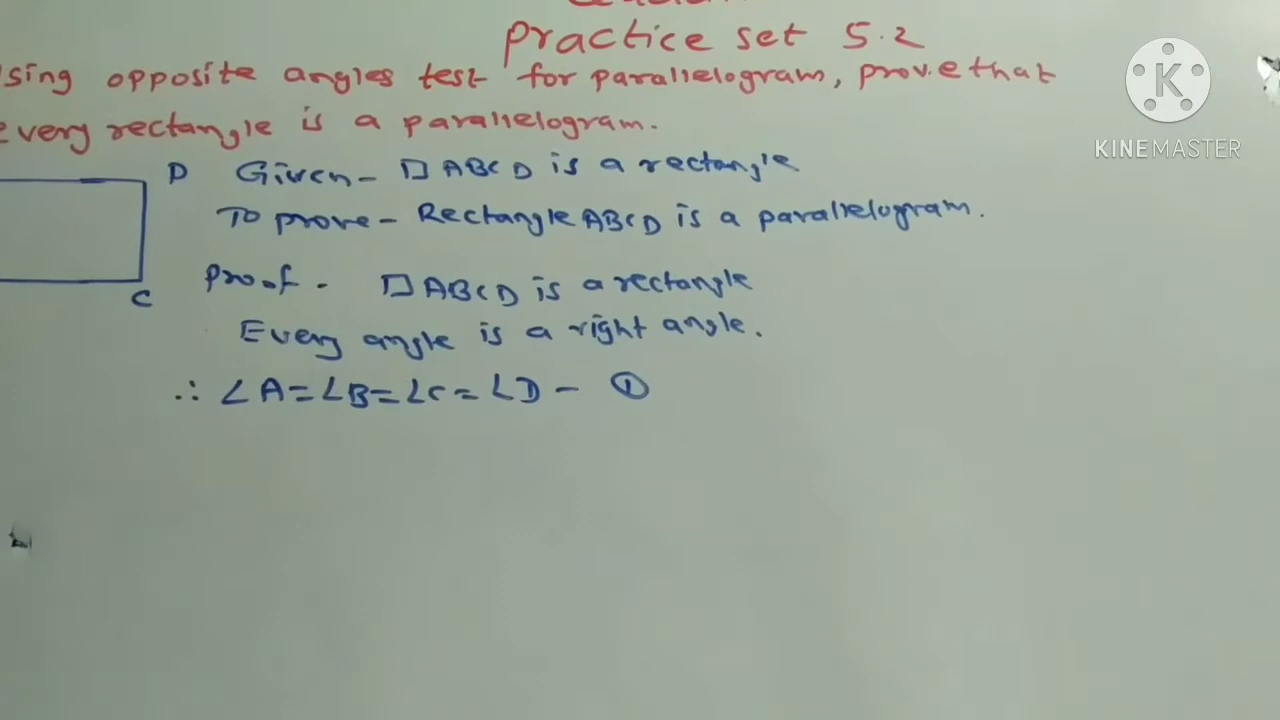 Practice set 5.2
sing opposite angles test for parallelogram, prove that
every rectangle is a parallelogram.
D Given- □ ABCD is a rectangle
To prove- Rectangle ABCD is a parallelogram.
Proof- □ ABCD is a rectangle
Every angle is a right angle.
∴ ∠A=∠B=∠C=∠D - ①
C
K
KINEMASTER